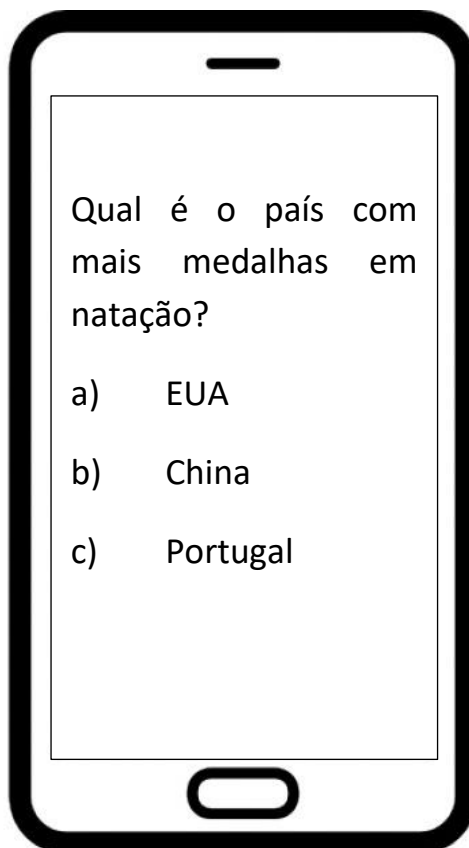 Qual é o país com
mais medalhas em
natação?
a) EUA
b) China
c) Portugal